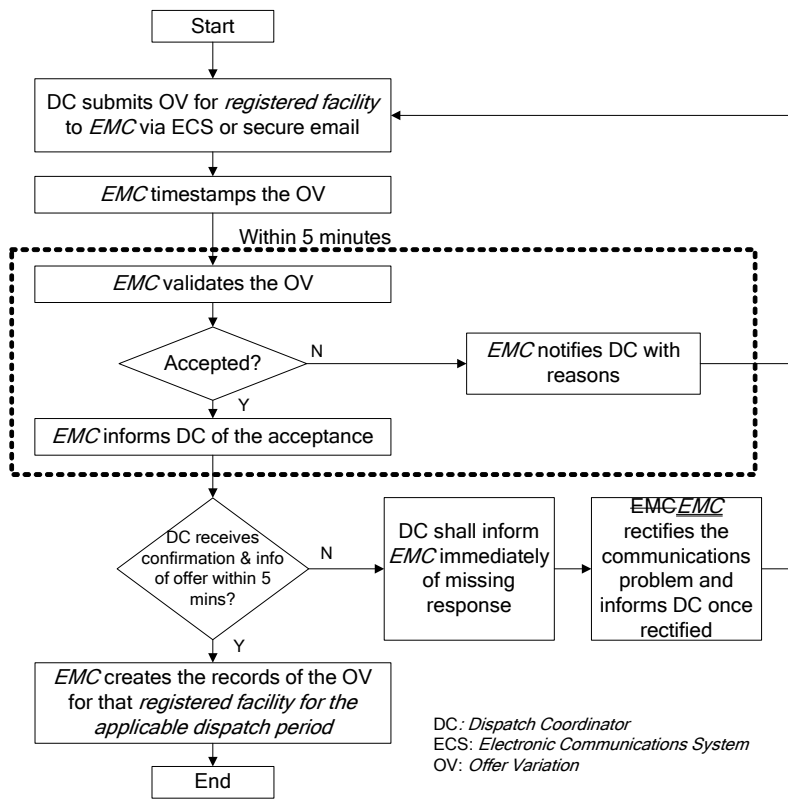 Start
DC submits OV for registered facility
to EMC via ECS or secure email
EMC timestamps the OV
Within 5 minutes
EMC validates the OV
Accepted?
N
EMC notifies DC with
reasons
Y
EMC informs DC of the acceptance
DC receives
confirmation & info
of offer within 5
mins?
N
DC shall inform
EMC immediately
of missing
response
EMCEMC
rectifies the
communications
problem and
informs DC once
rectified
Y
EMC creates the records of the OV
for that registered facility for the
applicable dispatch period
End
DC: Dispatch Coordinator
ECS: Electronic Communications System
OV: Offer Variation